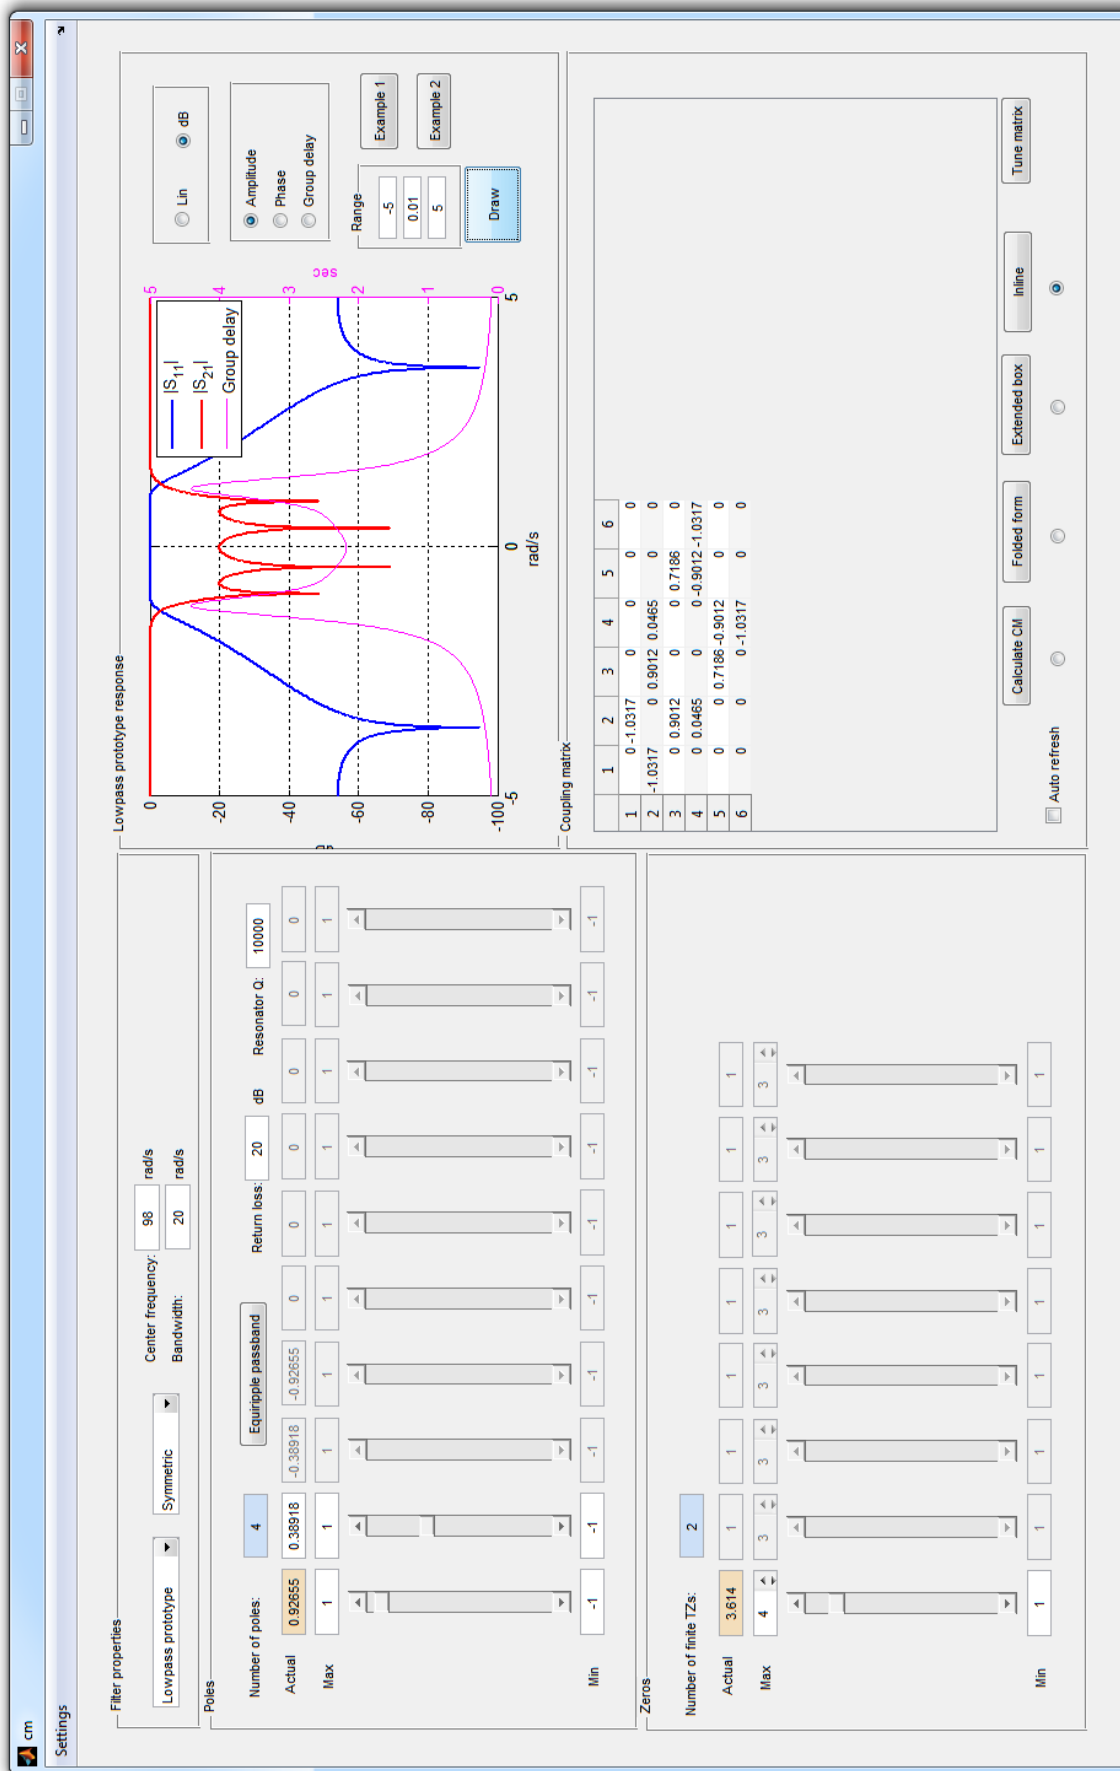 cm
Settings
Filter properties
Lowpass prototype
Symmetric
Center frequency: 98 rad/s
Bandwidth: 20 rad/s
Poles
Number of poles: 4
Equiripple passband
Return loss: 20 dB
Resonator Q: 10000
Actual 0.92655 0.38918 -0.38918 -0.92655 0 0 0 0 0 0
Max 1 1 1 1 1 1 1 1 1 1
Min -1 -1 -1 -1 -1 -1 -1 -1 -1 -1
Zeros
Number of finite TZs: 2
Actual 3.614 1 1 1 1 1 1 1
Max 4 3 3 3 3 3 3 3
Min 1 1 1 1 1 1 1 1
Lowpass prototype response
0
-20
-40
-60
-80
-100
-5 0 5
rad/s
5
4
3
2
1
0
sec
|S11|
|S21|
Group delay
Lin dB
Amplitude
Phase
Group delay
Range
-5
0.01
5
Example 1
Example 2
Draw
Coupling matrix
1 2 3 4 5 6
1 0 -1.0317 0 0 0 0
2 -1.0317 0 0.9012 0.0465 0 0
3 0 0.9012 0 0 0.7186 0
4 0 0.0465 0 0 -0.9012 -1.0317
5 0 0 0.7186 -0.9012 0 0
6 0 0 0 -1.0317 0 0
Auto refresh
Calculate CM
Folded form
Extended box
Inline
Tune matrix